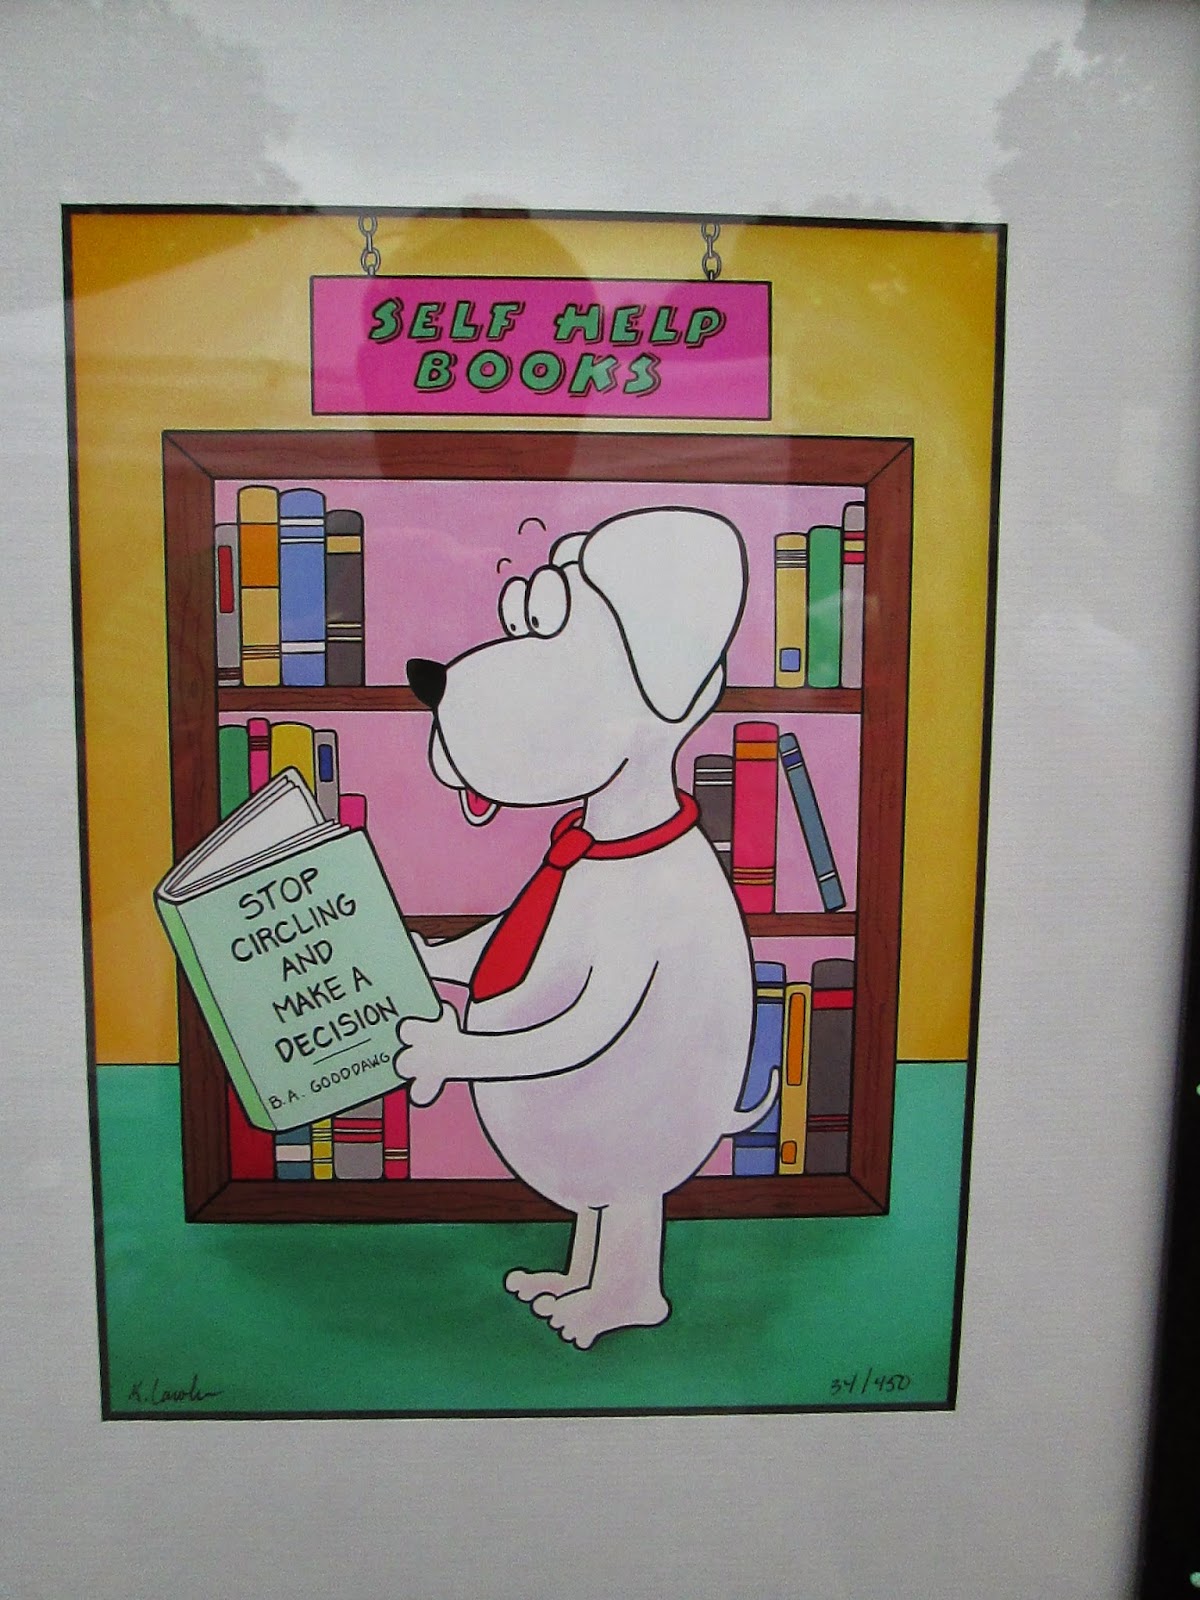 SELF HELP
BOOKS
STOP
CIRCLING
AND
MAKE A
DECISION
B.A. GOODDAWG
K.
34/450